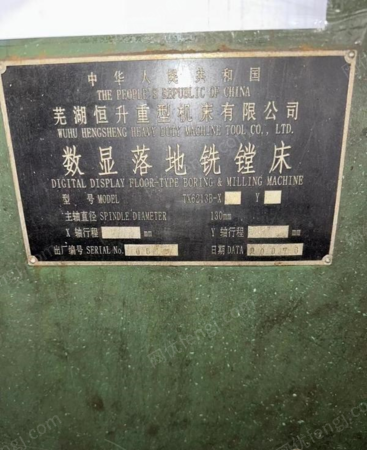 中华人民共和国
THE PEOPLE'S REPUBLIC OF CHINA
芜湖恒升重型机床有限公司
WUHU HENGSHENG HEAVY DUTY MACHINE TOOL CO., LTD.
数显落地铣镗床
DIGITAL DISPLAY FLOOR-TYPE BORING & MILLING MACHINE
型号 MODEL Y
主轴直径 SPINDLE DIAMETER 130mm
X 轴行程 mm Y 轴行程 mm
出厂编号 SERIAL No. 日期 DATA